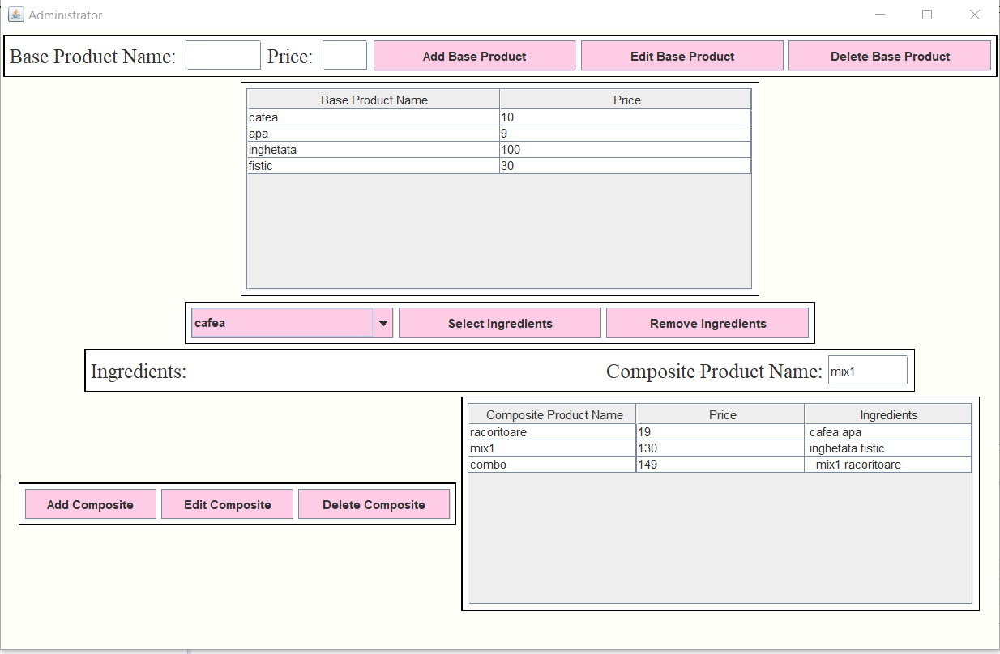 Administrator
Base Product Name: Price: Add Base Product Edit Base Product Delete Base Product
Base Product Name Price
cafea 10
apa 9
inghetata 100
fistic 30
cafea Select Ingredients Remove Ingredients
Ingredients: Composite Product Name: mix1
Composite Product Name Price Ingredients
racoritoare 19 cafea apa
mix1 130 inghetata fistic
combo 149 mix1 racoritoare
Add Composite Edit Composite Delete Composite